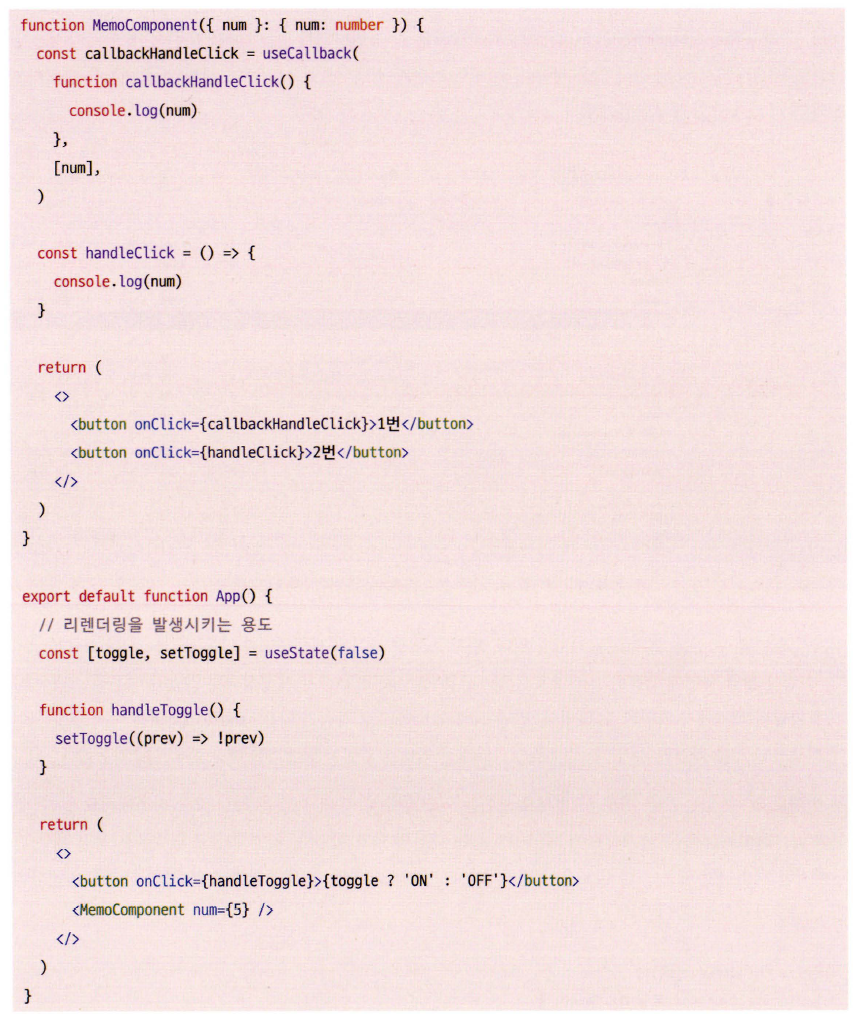 function MemoComponent({ num }: { num: number }) {
  const callbackHandleClick = useCallback(
    function callbackHandleClick() {
      console.log(num)
    },
    [num],
  )

  const handleClick = () => {
    console.log(num)
  }

  return (
    <>
      <button onClick={callbackHandleClick}>1번</button>
      <button onClick={handleClick}>2번</button>
    </>
  )
}

export default function App() {
  // 리렌더링을 발생시키는 용도
  const [toggle, setToggle] = useState(false)

  function handleToggle() {
    setToggle((prev) => !prev)
  }

  return (
    <>
      <button onClick={handleToggle}>{toggle ? 'ON' : 'OFF'}</button>
      <MemoComponent num={5} />
    </>
  )
}